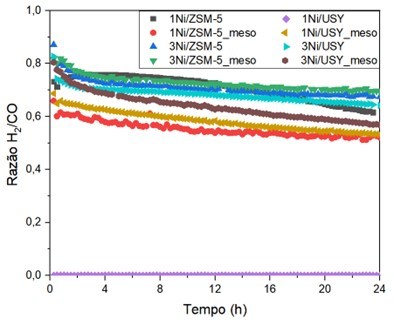 1Ni/ZSM-5 1Ni/USY
1Ni/ZSM-5_meso 1Ni/USY_meso
3Ni/ZSM-5 3Ni/USY
3Ni/ZSM-5_meso 3Ni/USY_meso
1,0
0,8
0,6
0,4
0,2
0,0
Razão H₂/CO
0 4 8 12 16 20 24
Tempo (h)